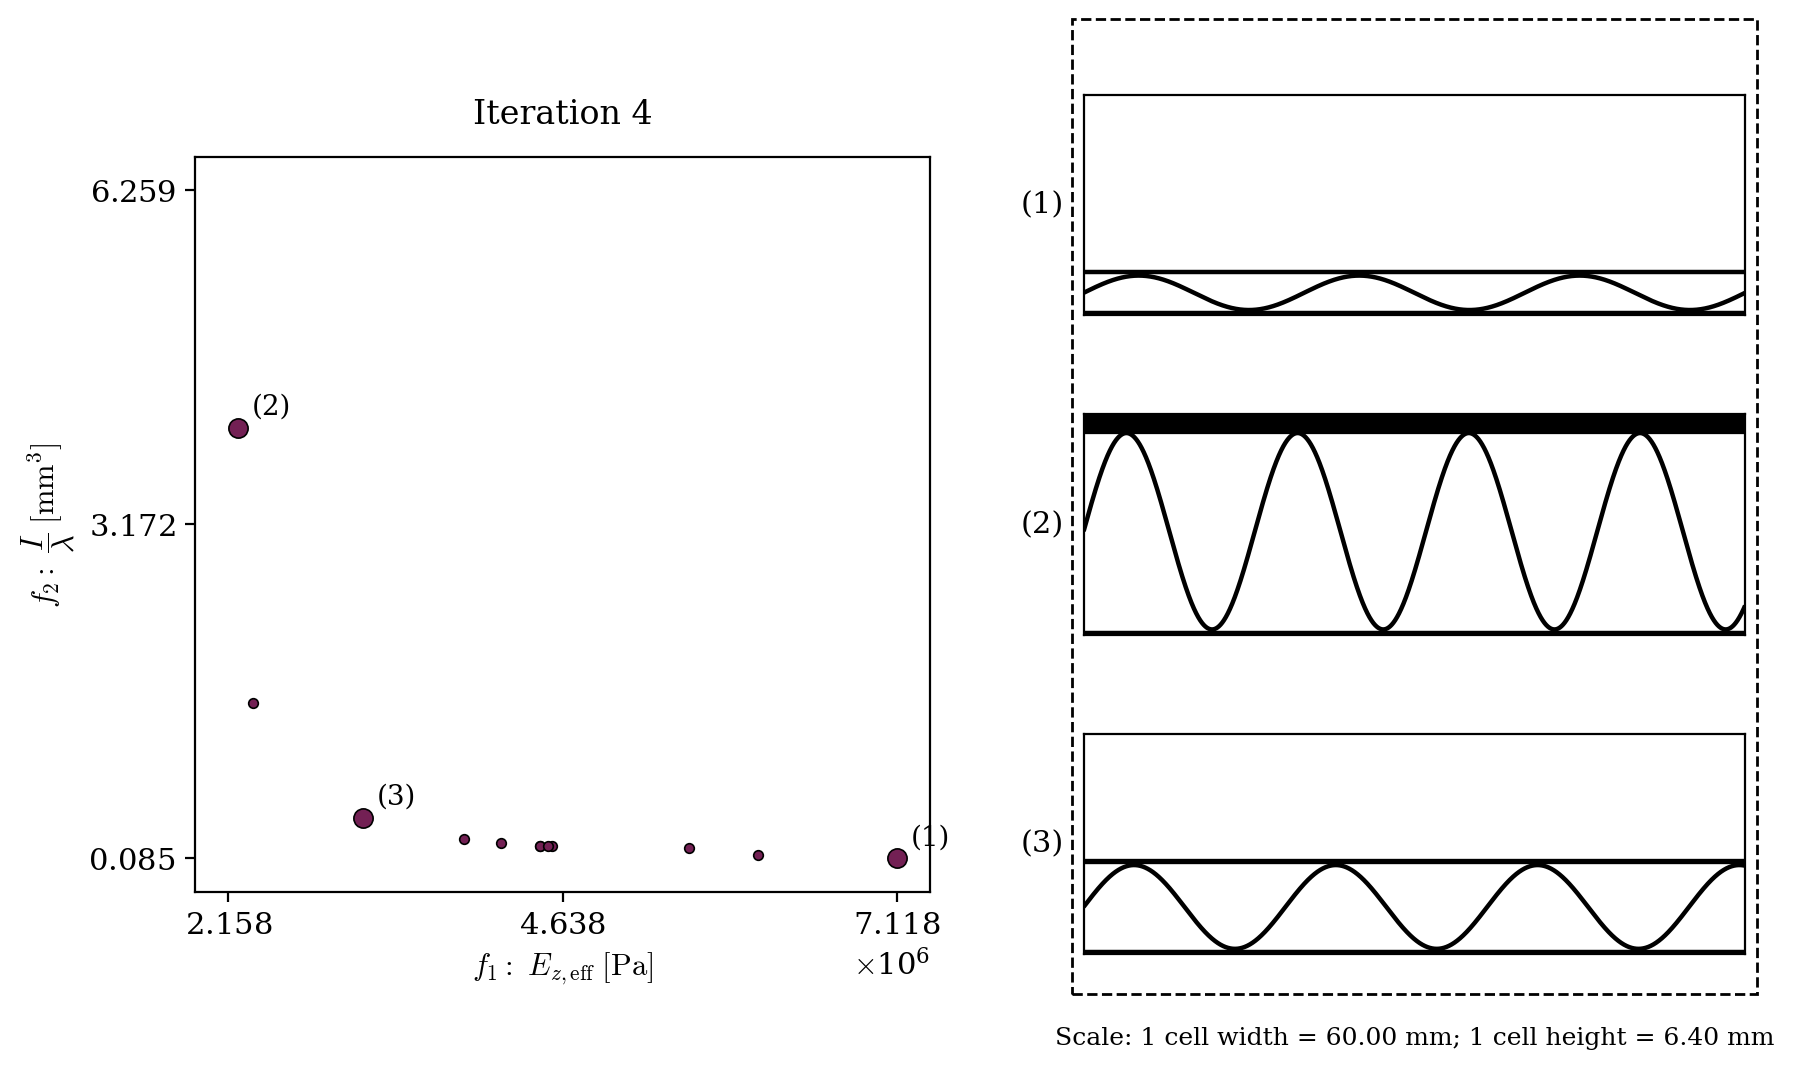 Iteration 4
6.259
3.172
0.085
f₂ : I/λ [mm³]
(2)
(3)
(1)
2.158 4.638 7.118
×10⁶
f₁ : E_z,eff [Pa]
(1)
(2)
(3)
Scale: 1 cell width = 60.00 mm; 1 cell height = 6.40 mm